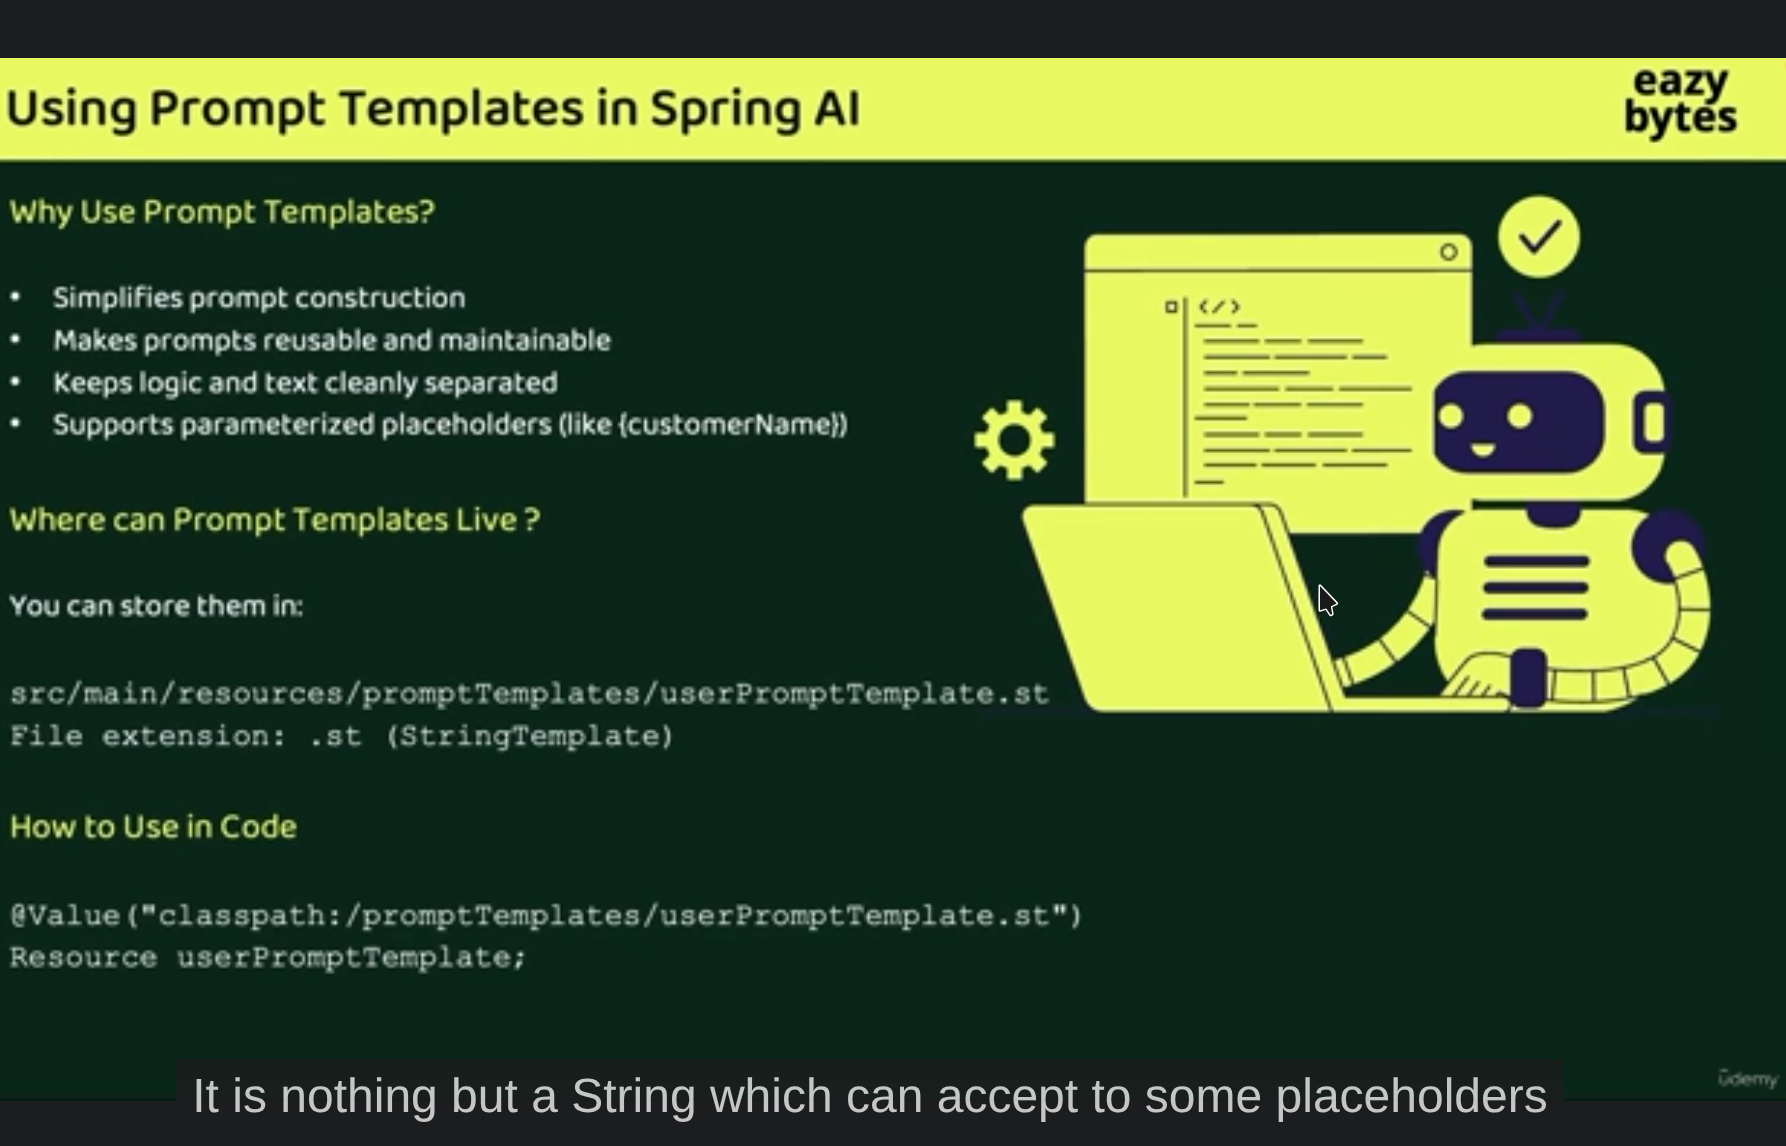 Using Prompt Templates in Spring AI
eazy
bytes
Why Use Prompt Templates?
• Simplifies prompt construction
• Makes prompts reusable and maintainable
• Keeps logic and text cleanly separated
• Supports parameterized placeholders (like {customerName})
</>
Where can Prompt Templates Live ?
You can store them in:
src/main/resources/promptTemplates/userPromptTemplate.st
File extension: .st (StringTemplate)
How to Use in Code
@Value("classpath:/promptTemplates/userPromptTemplate.st")
Resource userPromptTemplate;
ûdemy
It is nothing but a String which can accept to some placeholders